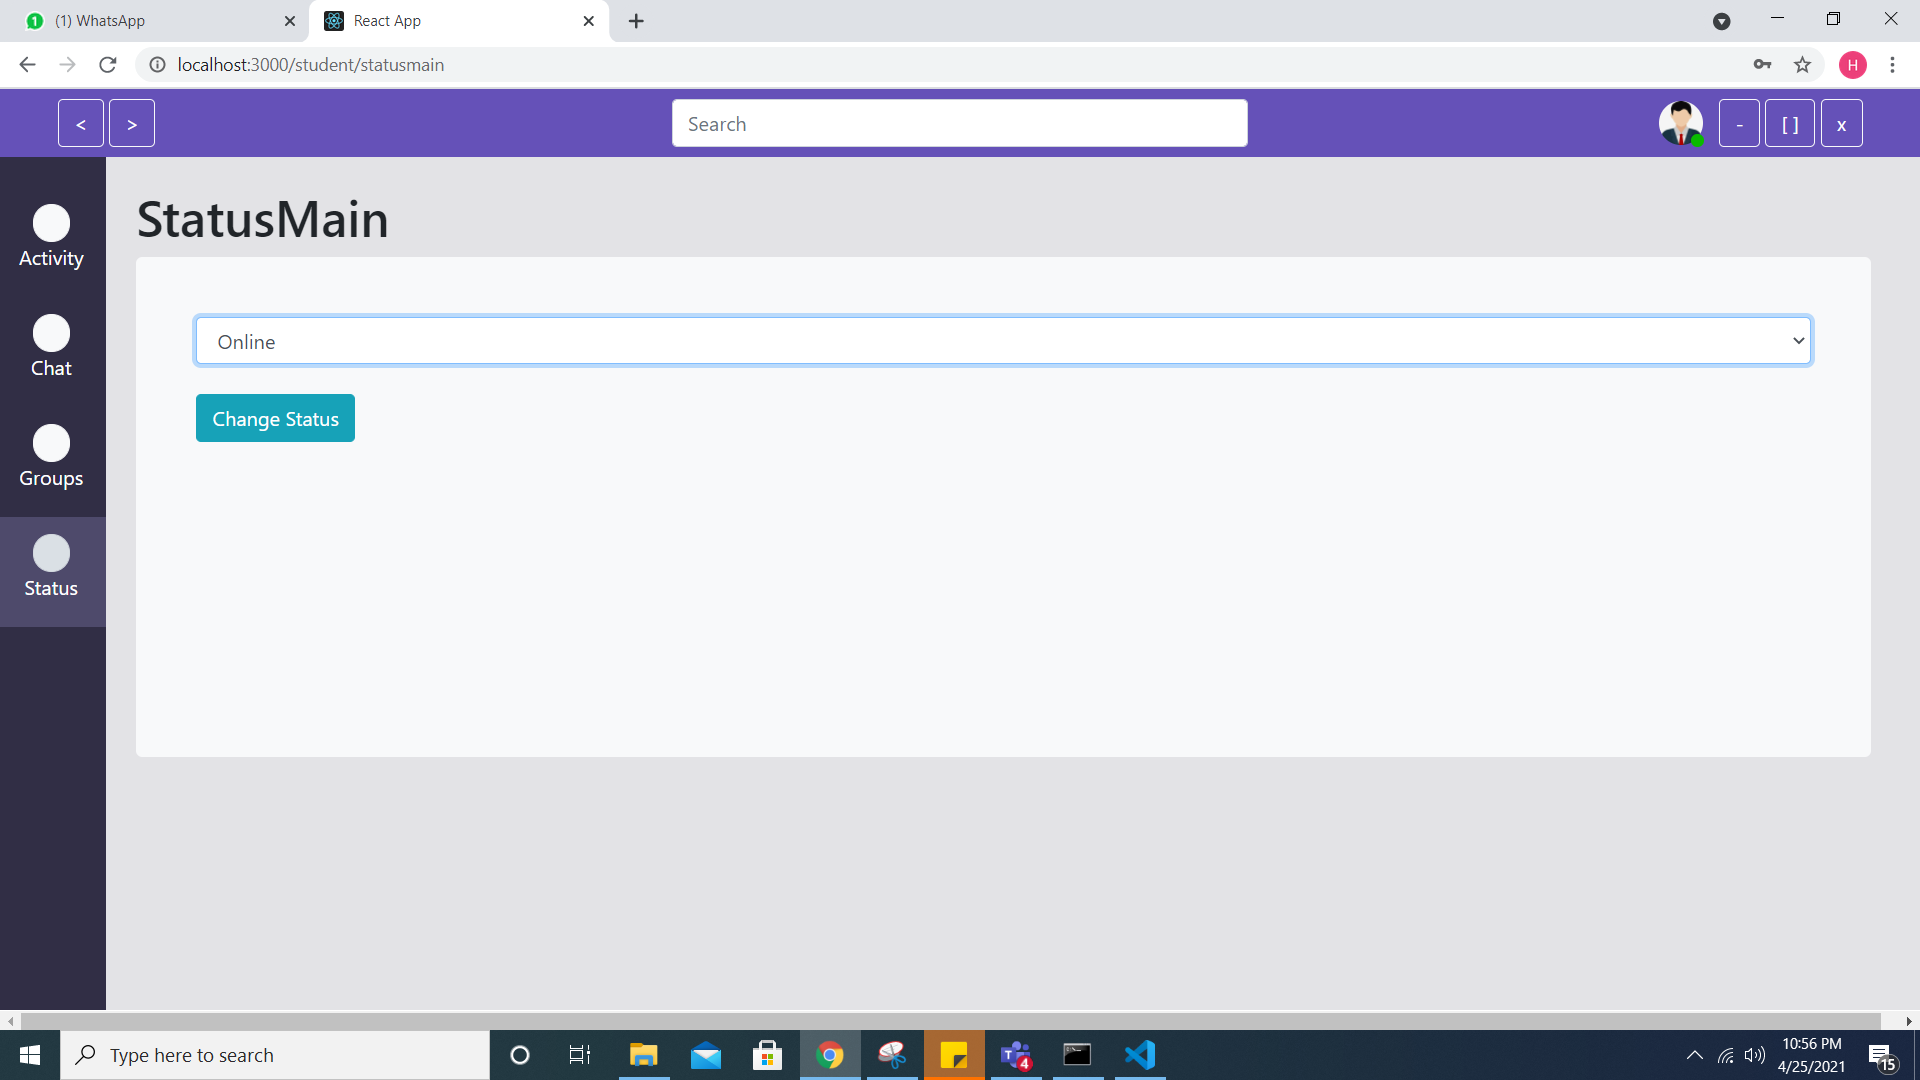 (1) WhatsApp
React App
localhost:3000/student/statusmain
H
<
>
Search
-
[ ]
x
StatusMain
Activity
Chat
Groups
Status
Online
Change Status
Type here to search
4
10:56 PM
4/25/2021
15